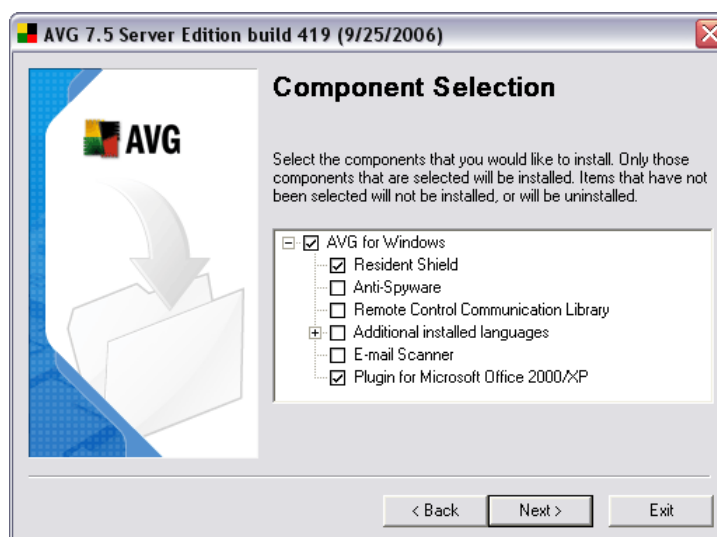 AVG 7.5 Server Edition build 419 (9/25/2006)
AVG
Component Selection
Select the components that you would like to install. Only those
components that are selected will be installed. Items that have not
been selected will not be installed, or will be uninstalled.
AVG for Windows
Resident Shield
Anti-Spyware
Remote Control Communication Library
Additional installed languages
E-mail Scanner
Plugin for Microsoft Office 2000/XP
< Back
Next >
Exit